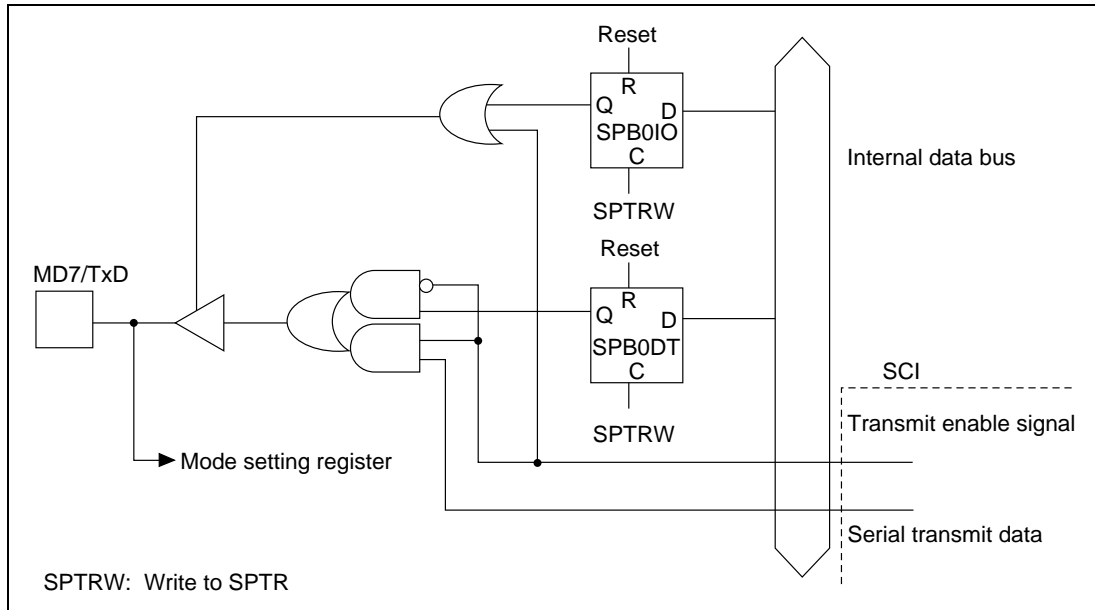 Reset
R
Q
D
SPB0IO
C
SPTRW
Internal data bus
Reset
R
Q
D
SPB0DT
C
SPTRW
MD7/TxD
SCI
Transmit enable signal
Mode setting register
Serial transmit data
SPTRW: Write to SPTR